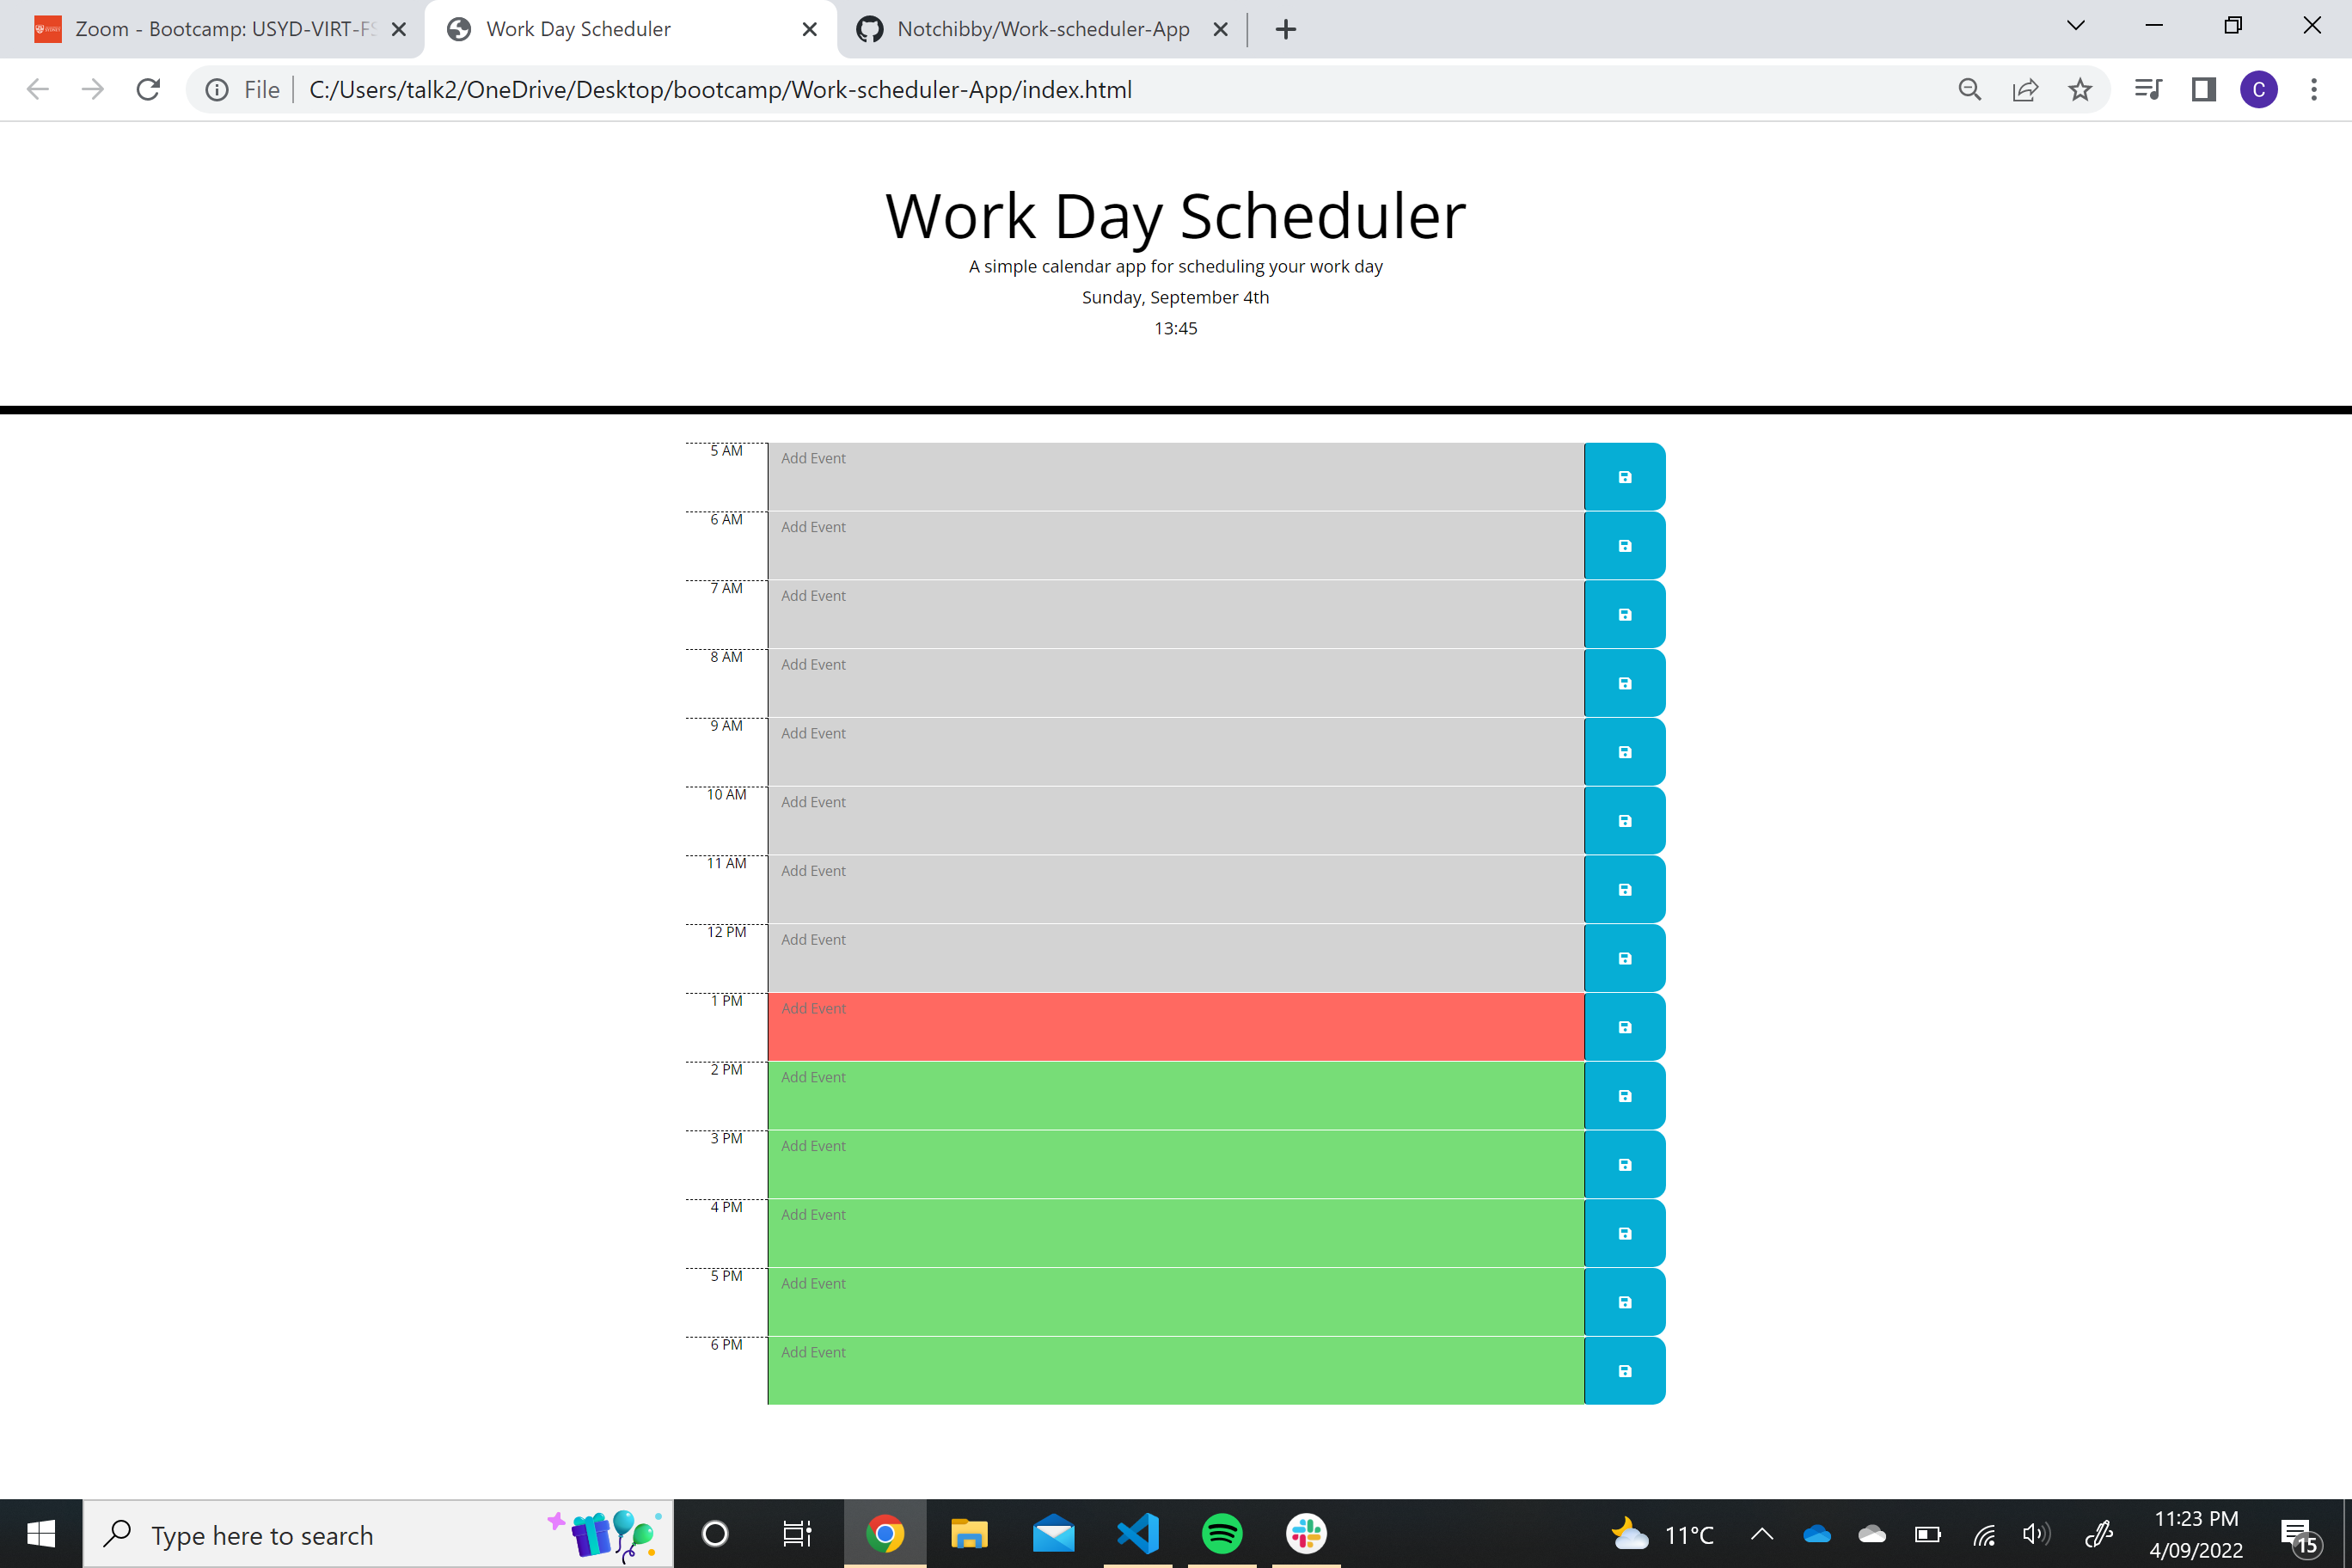 Zoom - Bootcamp: USYD-VIRT-FS
Work Day Scheduler
Notchibby/Work-scheduler-App
File
C:/Users/talk2/OneDrive/Desktop/bootcamp/Work-scheduler-App/index.html
C
Work Day Scheduler
A simple calendar app for scheduling your work day
Sunday, September 4th
13:45
5 AM Add Event
6 AM Add Event
7 AM Add Event
8 AM Add Event
9 AM Add Event
10 AM Add Event
11 AM Add Event
12 PM Add Event
1 PM Add Event
2 PM Add Event
3 PM Add Event
4 PM Add Event
5 PM Add Event
6 PM Add Event
Type here to search
11°C
11:23 PM
4/09/2022
15